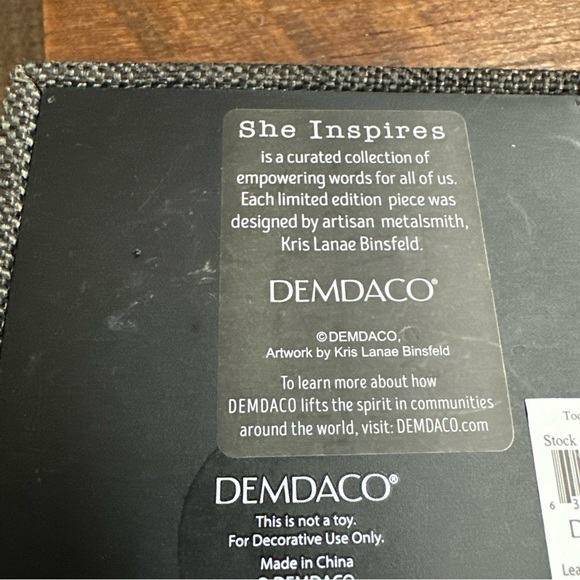 She Inspires
is a curated collection of
empowering words for all of us.
Each limited edition piece was
designed by artisan metalsmith,
Kris Lanae Binsfeld.
DEMDACO®
©DEMDACO,
Artwork by Kris Lanae Binsfeld
To learn more about how
DEMDACO lifts the spirit in communities
around the world, visit: DEMDACO.com
DEMDACO®
This is not a toy.
For Decorative Use Only.
Made in China
© DEMDACO
Stock
6 3